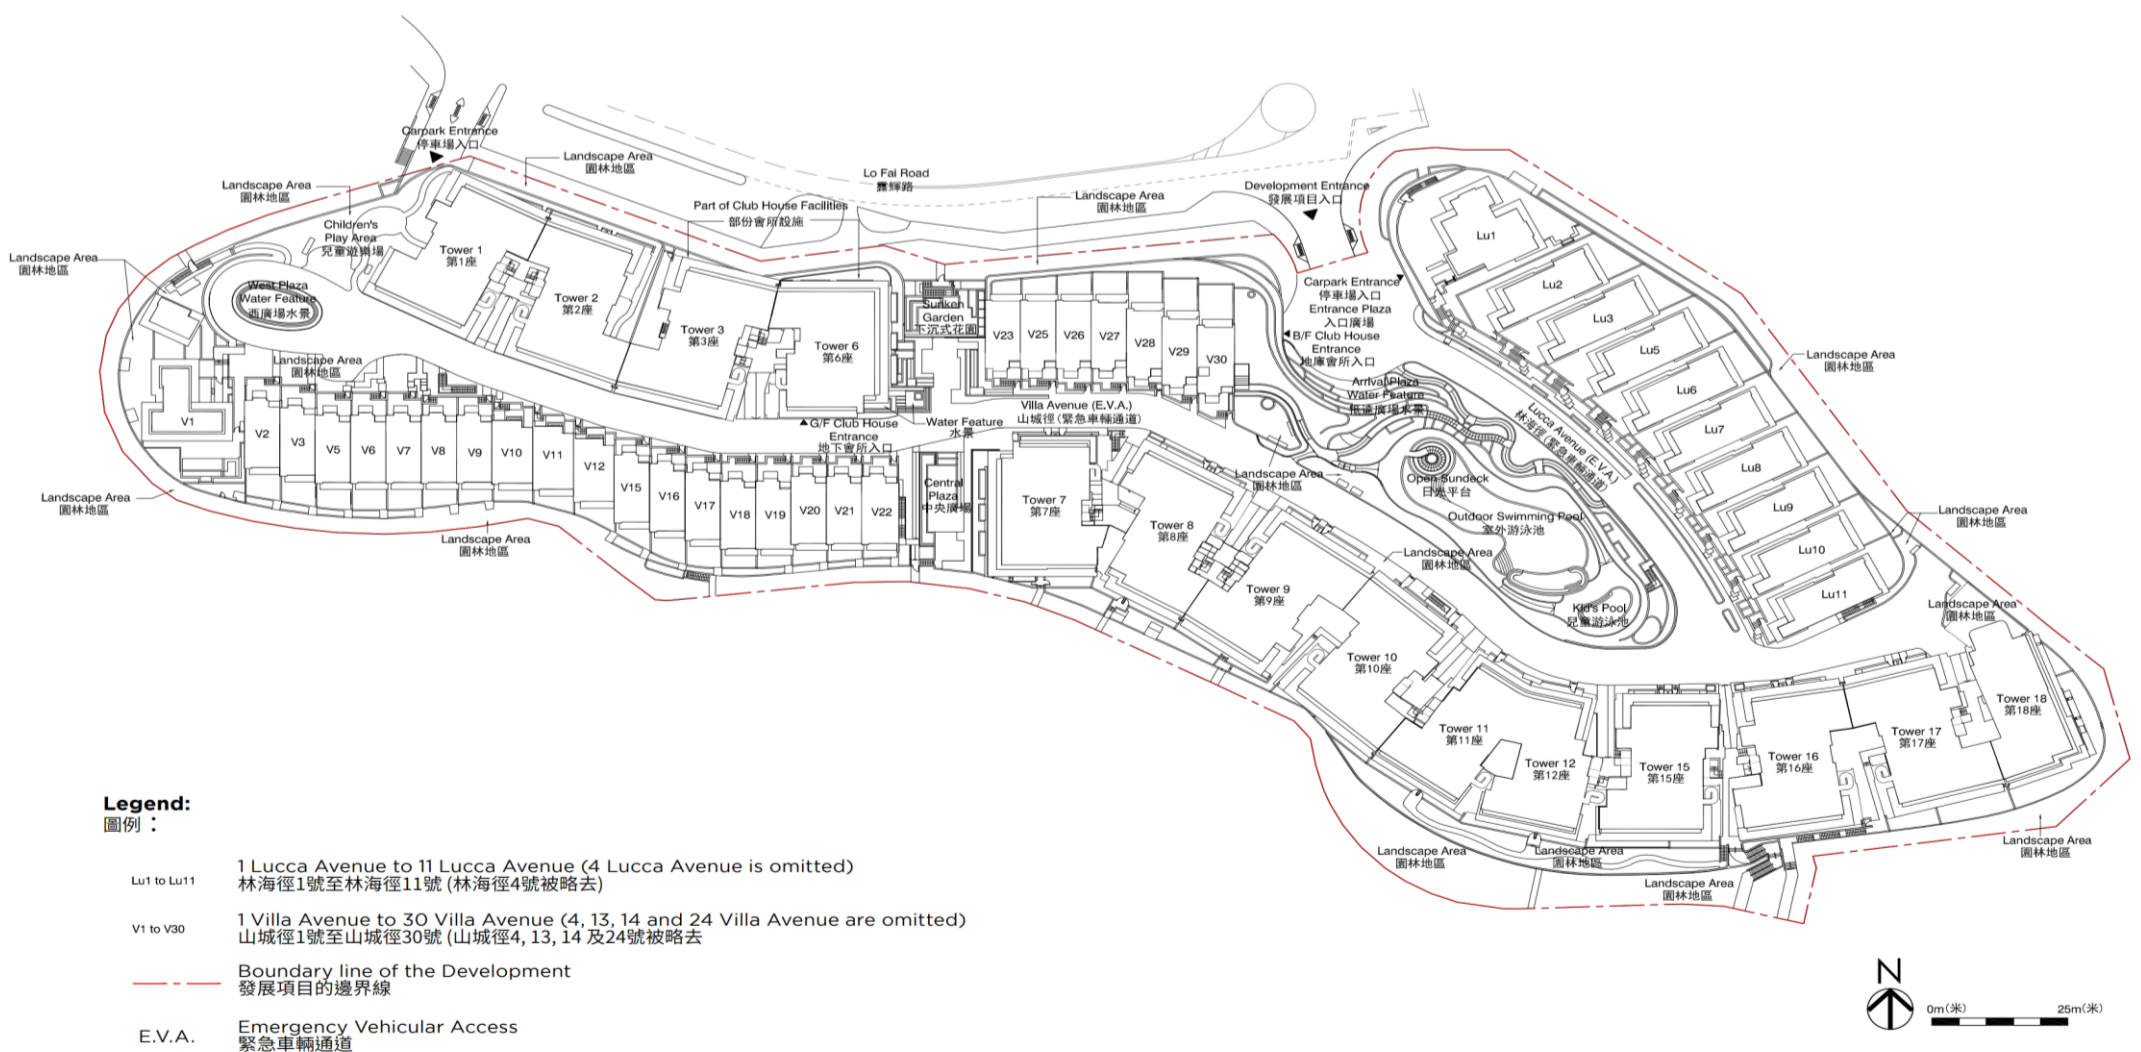 Carpark Entrance
停車場入口
Landscape Area
園林地區
Landscape Area
園林地區
Lo Fai Road
露輝路
Landscape Area
園林地區
Development Entrance
發展項目入口
Part of Club House Facilities
部份會所設施
Children's
Play Area
兒童遊樂場
Landscape Area
園林地區
West Plaza
Water Feature
西廣場水景
Tower 1
第1座
Tower 2
第2座
Tower 3
第3座
Tower 6
第6座
Sunken
Garden
下沉式花園
V23
V25
V26
V27
V28
V29
V30
Carpark Entrance
停車場入口
Entrance Plaza
入口廣場
B/F Club House
Entrance
地庫會所入口
Arrival Plaza
Water Feature
抵達廣場水景
Lu1
Lu2
Lu3
Lu5
Lu6
Lu7
Lu8
Lu9
Lu10
Lu11
Landscape Area
園林地區
Lucca Avenue (E.V.A.)
林海徑 (緊急車輛通道)
Landscape Area
園林地區
V1
V2
V3
V5
V6
V7
V8
V9
V10
V11
V12
V15
V16
V17
V18
V19
V20
V21
V22
G/F Club House
Entrance
地下會所入口
Water Feature
水景
Villa Avenue (E.V.A.)
山城徑 (緊急車輛通道)
Central
Plaza
中央廣場
Landscape Area
園林地區
Landscape Area
園林地區
Landscape Area
園林地區
Open Sundeck
日光平台
Outdoor Swimming Pool
室外游泳池
Kid's Pool
兒童游泳池
Landscape Area
園林地區
Landscape Area
園林地區
Landscape Area
園林地區
Tower 7
第7座
Tower 8
第8座
Tower 9
第9座
Tower 10
第10座
Tower 11
第11座
Tower 12
第12座
Tower 15
第15座
Tower 16
第16座
Tower 17
第17座
Tower 18
第18座
Landscape Area
園林地區
Landscape Area
園林地區
Landscape Area
園林地區
Landscape Area
園林地區
Legend:
圖例：
Lu1 to Lu11
1 Lucca Avenue to 11 Lucca Avenue (4 Lucca Avenue is omitted)
林海徑1號至林海徑11號 (林海徑4號被略去)
V1 to V30
1 Villa Avenue to 30 Villa Avenue (4, 13, 14 and 24 Villa Avenue are omitted)
山城徑1號至山城徑30號 (山城徑4, 13, 14 及24號被略去
Boundary line of the Development
發展項目的邊界線
E.V.A.
Emergency Vehicular Access
緊急車輛通道
N
0m(米)
25m(米)